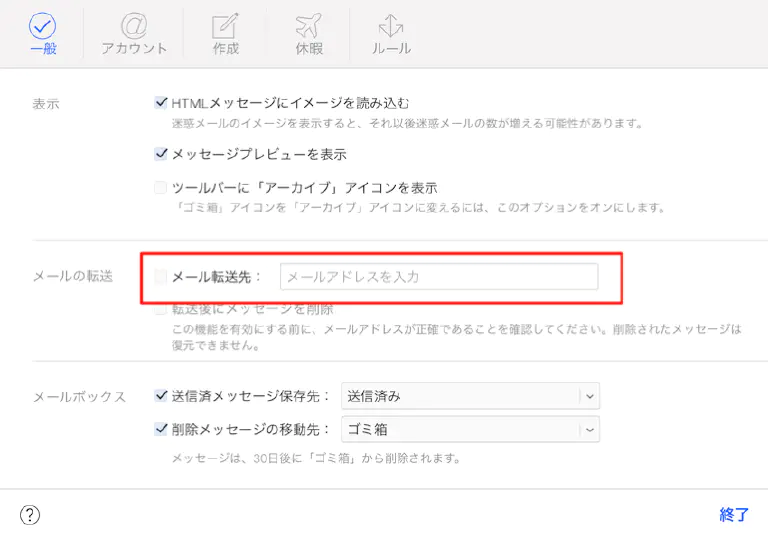 一般
アカウント
作成
休暇
ルール
表示
HTMLメッセージにイメージを読み込む
迷惑メールのイメージを表示すると、それ以後迷惑メールの数が増える可能性があります。
メッセージプレビューを表示
ツールバーに「アーカイブ」アイコンを表示
「ゴミ箱」アイコンを「アーカイブ」アイコンに変えるには、このオプションをオンにします。
メールの転送
メール転送先：
メールアドレスを入力
転送後にメッセージを削除
この機能を有効にする前に、メールアドレスが正確であることを確認してください。削除されたメッセージは
復元できません。
メールボックス
送信済メッセージ保存先：
送信済み
削除メッセージの移動先：
ゴミ箱
メッセージは、30日後に「ゴミ箱」から削除されます。
?
終了